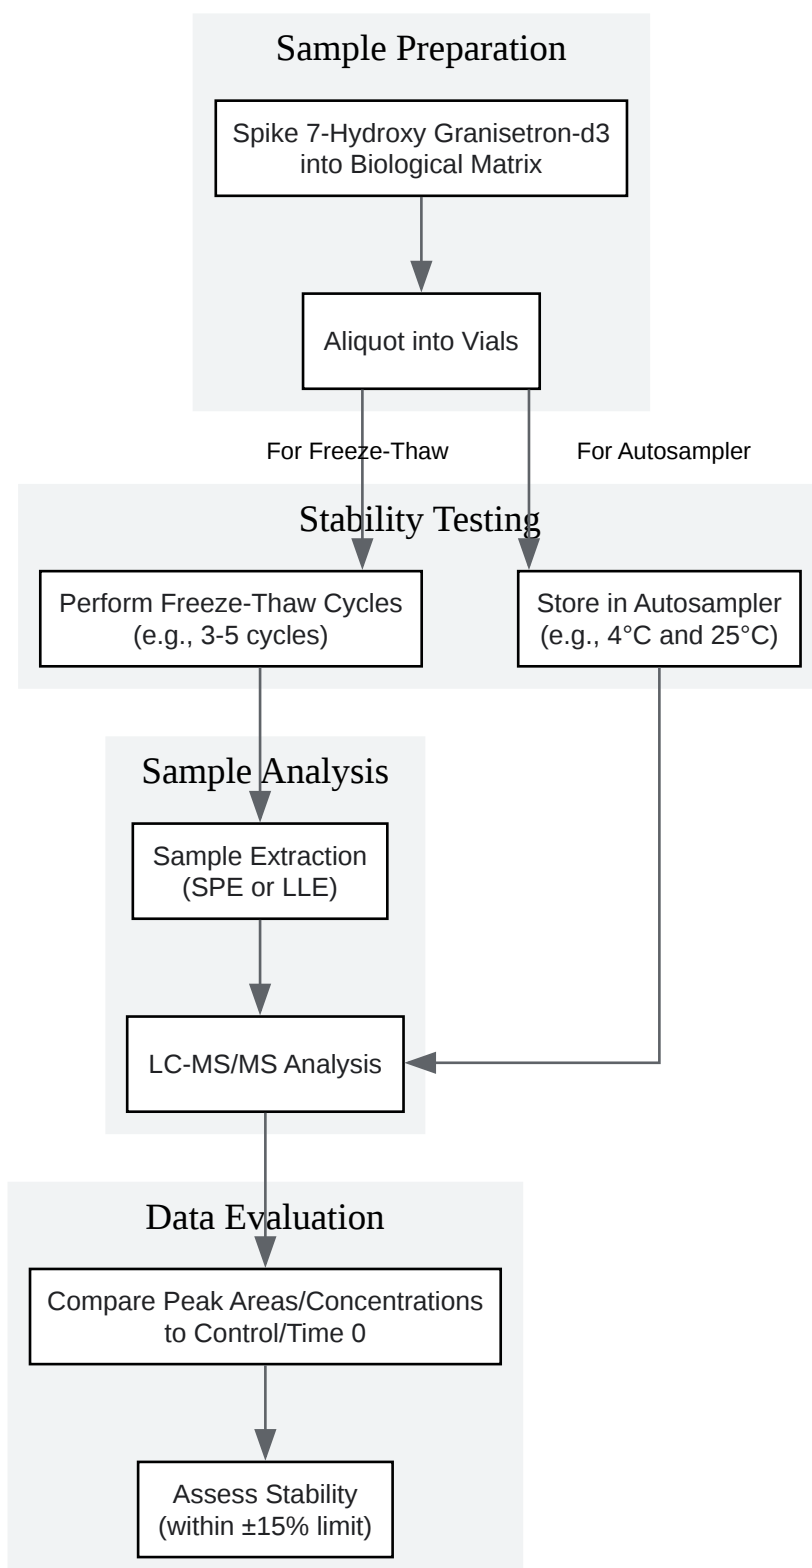 Sample Preparation
Spike 7-Hydroxy Granisetron-d3
into Biological Matrix
Aliquot into Vials
For Freeze-Thaw
For Autosampler
Stability Testing
Perform Freeze-Thaw Cycles
(e.g., 3-5 cycles)
Store in Autosampler
(e.g., 4°C and 25°C)
Sample Analysis
Sample Extraction
(SPE or LLE)
LC-MS/MS Analysis
Data Evaluation
Compare Peak Areas/Concentrations
to Control/Time 0
Assess Stability
(within ±15% limit)